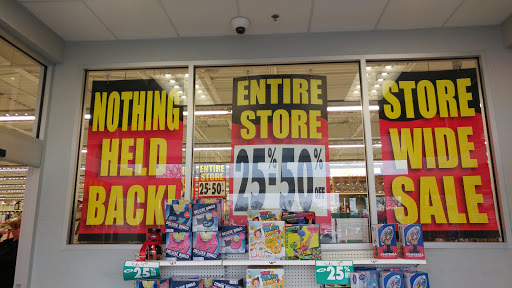 NOTHING
HELD
BACK!
ENTIRE
STORE
25%-50%
OFF
STORE
WIDE
SALE
ENTIRE
STORE
25-50%
25%
25%